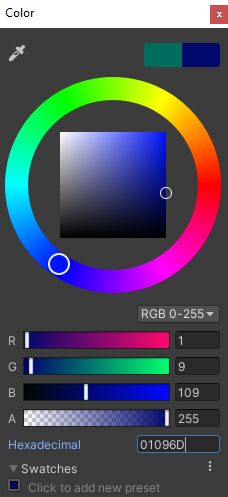 Color
x
RGB 0-255
R 1
G 9
B 109
A 255
Hexadecimal 01096D
Swatches
Click to add new preset